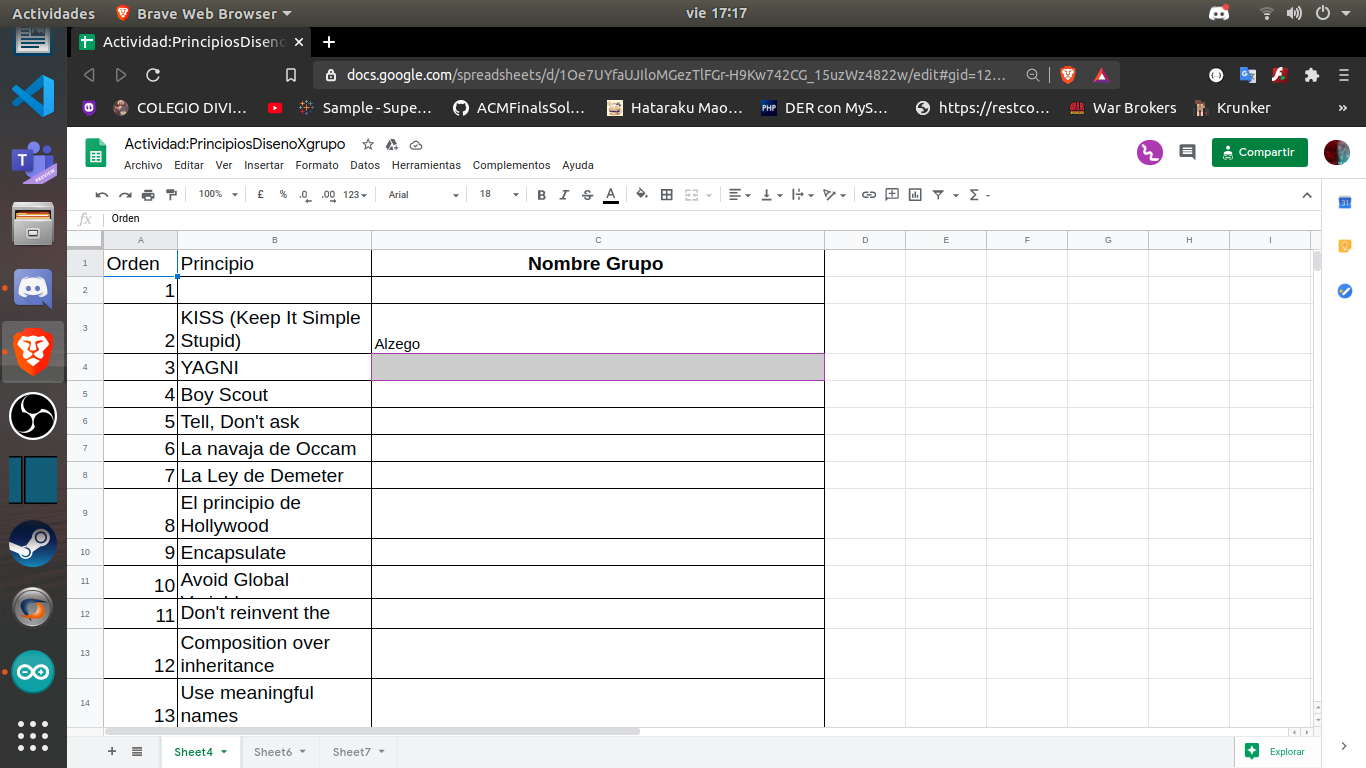 Actividades
Brave Web Browser
vie 17:17
Actividad:PrincipiosDiseno
docs.google.com/spreadsheets/d/1Oe7UYfaUJIloMGezTlFGr-H9Kw742CG_15uzWz4822w/edit#gid=12...
COLEGIO DIVI...
Sample - Supe...
ACMFinalsSol...
Hataraku Mao...
PHP
DER con MyS...
https://restco...
War Brokers
Krunker
»
Actividad:PrincipiosDisenoXgrupo
Archivo Editar Ver Insertar Formato Datos Herramientas Complementos Ayuda
Compartir
100% £ % .0 .00 123 Arial 18 B I S A Σ
fx Orden
A B C D E F G H I
1 Orden Principio Nombre Grupo
2 1
3 2 KISS (Keep It Simple
Stupid) Alzego
4 3 YAGNI
5 4 Boy Scout
6 5 Tell, Don't ask
7 6 La navaja de Occam
8 7 La Ley de Demeter
9 8 El principio de
Hollywood
10 9 Encapsulate
11 10 Avoid Global
12 11 Don't reinvent the
13 12 Composition over
inheritance
14 13 Use meaningful
names
PREVIEW
31
Sheet4 Sheet6 Sheet7
Explorar